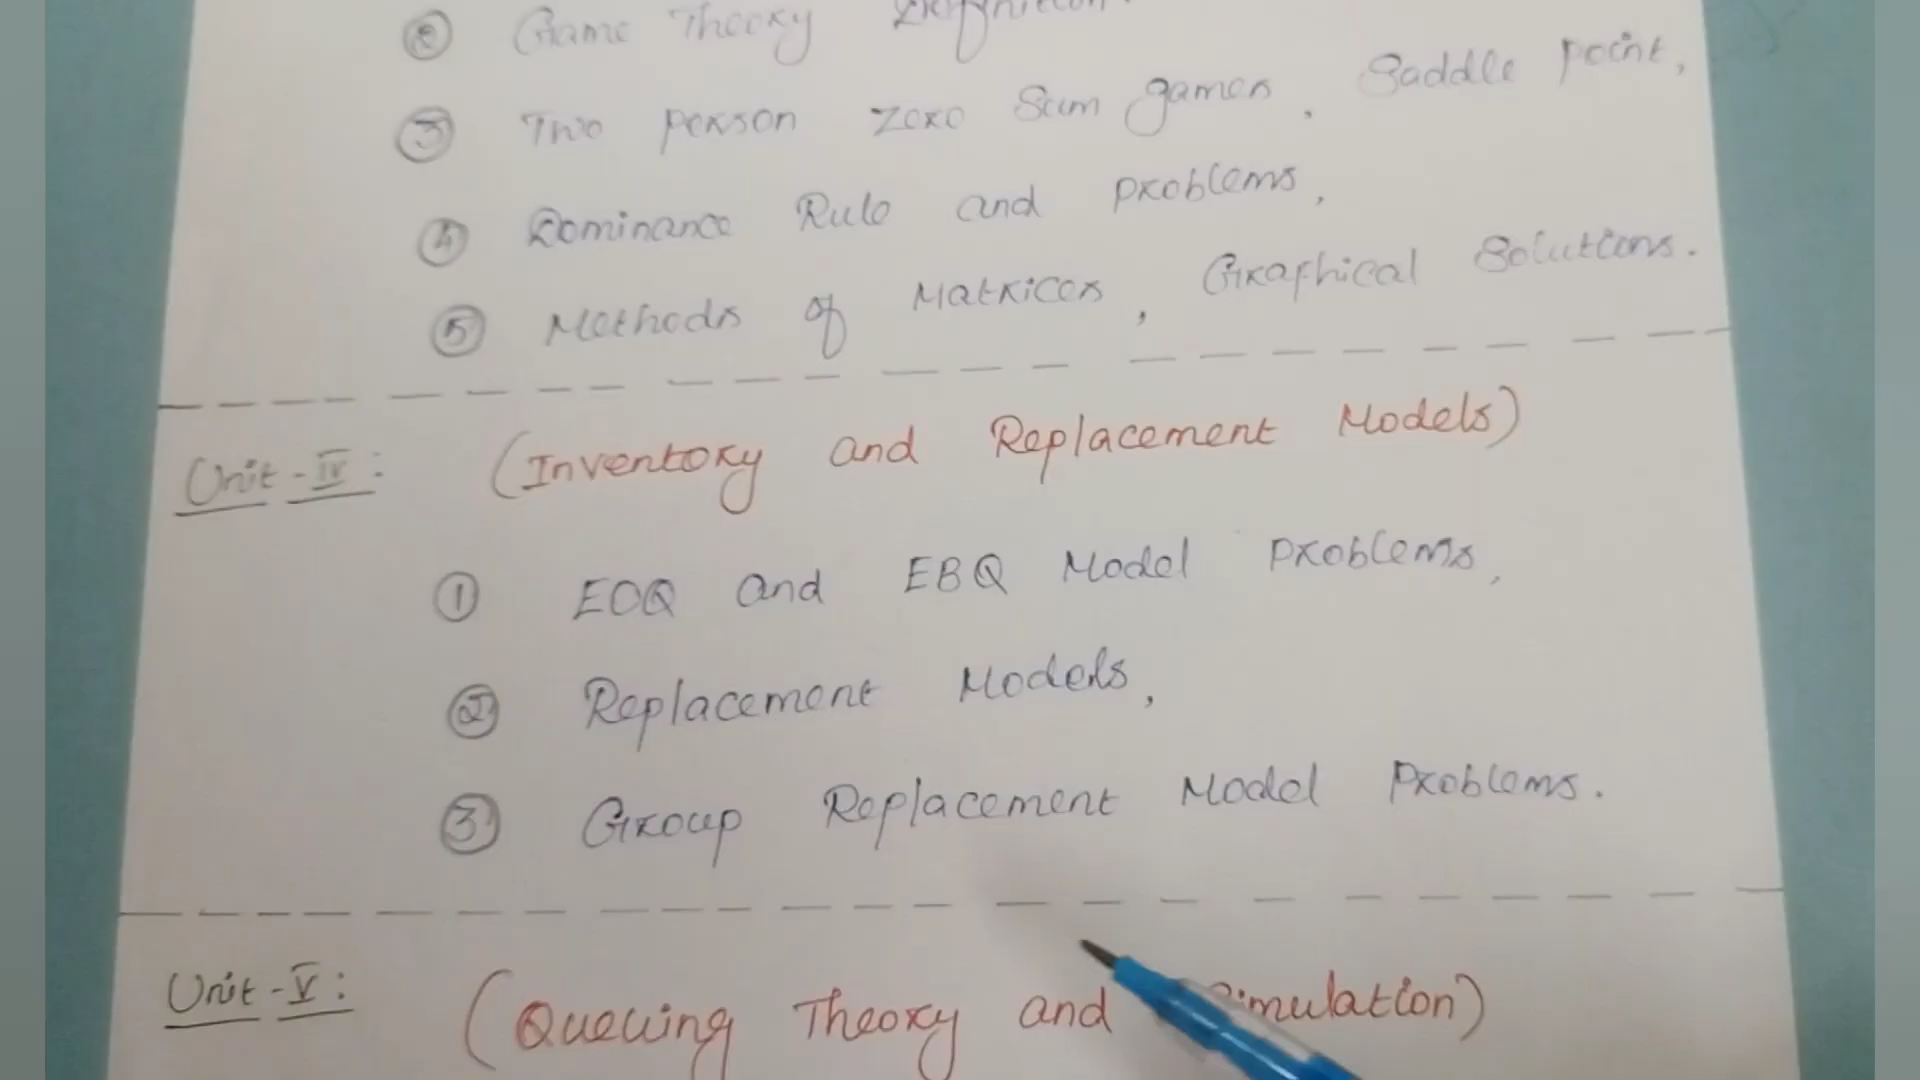 ② Game Theory Definition.
③ Two person zero Sum games, Saddle point,
④ Dominance Rule and problems,
⑤ Methods of Matrices, Graphical Solutions.
Unit-IV: (Inventory and Replacement Models)
① EOQ and EBQ Model problems,
② Replacement Models,
③ Group Replacement Model Problems.
Unit-V: (Queuing Theory and Simulation)